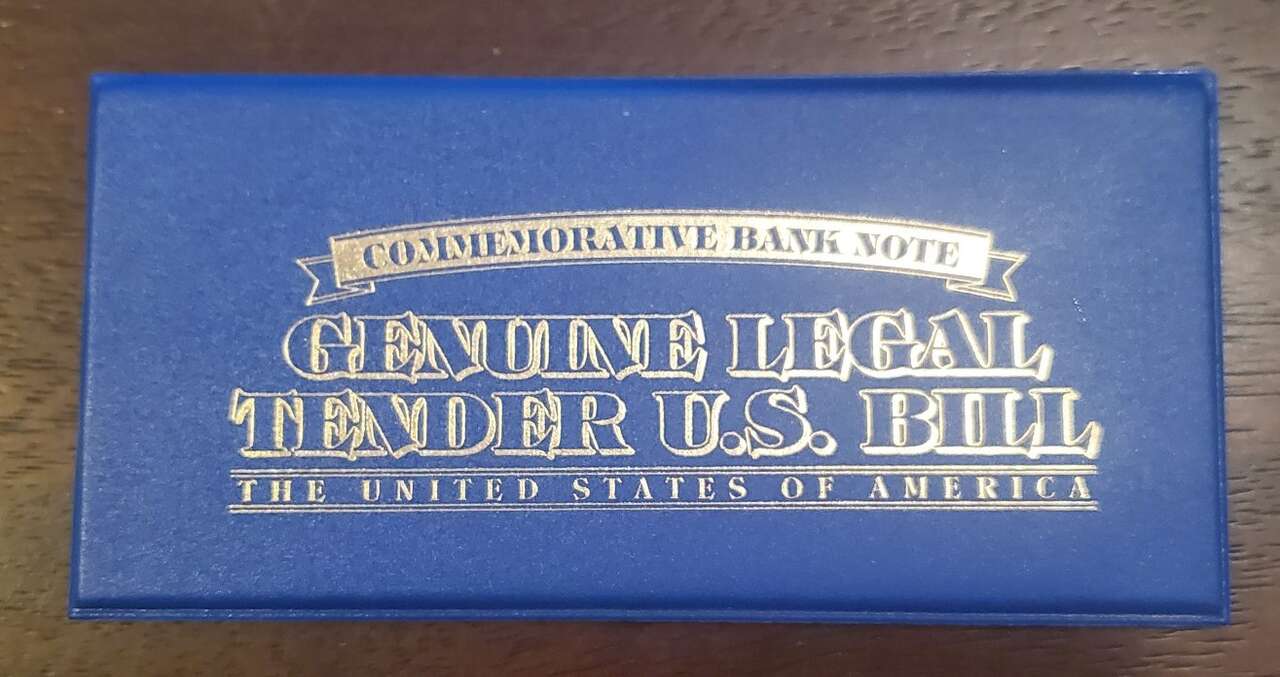 COMMEMORATIVE BANK NOTE
GENUINE LEGAL
TENDER U.S. BILL
THE UNITED STATES OF AMERICA